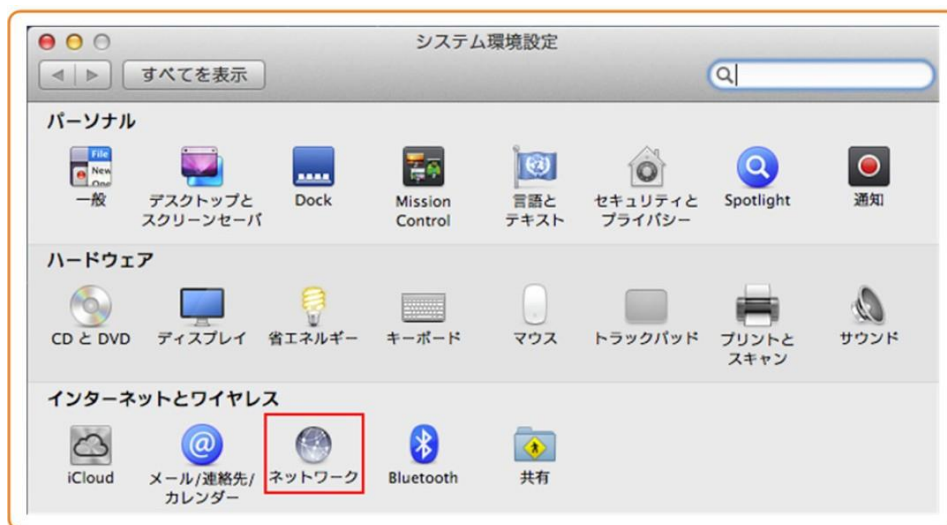 システム環境設定
すべてを表示
パーソナル
File
New
One
一般
デスクトップと
スクリーンセーバ
Dock
Mission
Control
言語と
テキスト
セキュリティと
プライバシー
Spotlight
通知
ハードウェア
CD と DVD
ディスプレイ
省エネルギー
キーボード
マウス
トラックパッド
プリントと
スキャン
サウンド
インターネットとワイヤレス
iCloud
メール/連絡先/
カレンダー
ネットワーク
Bluetooth
共有